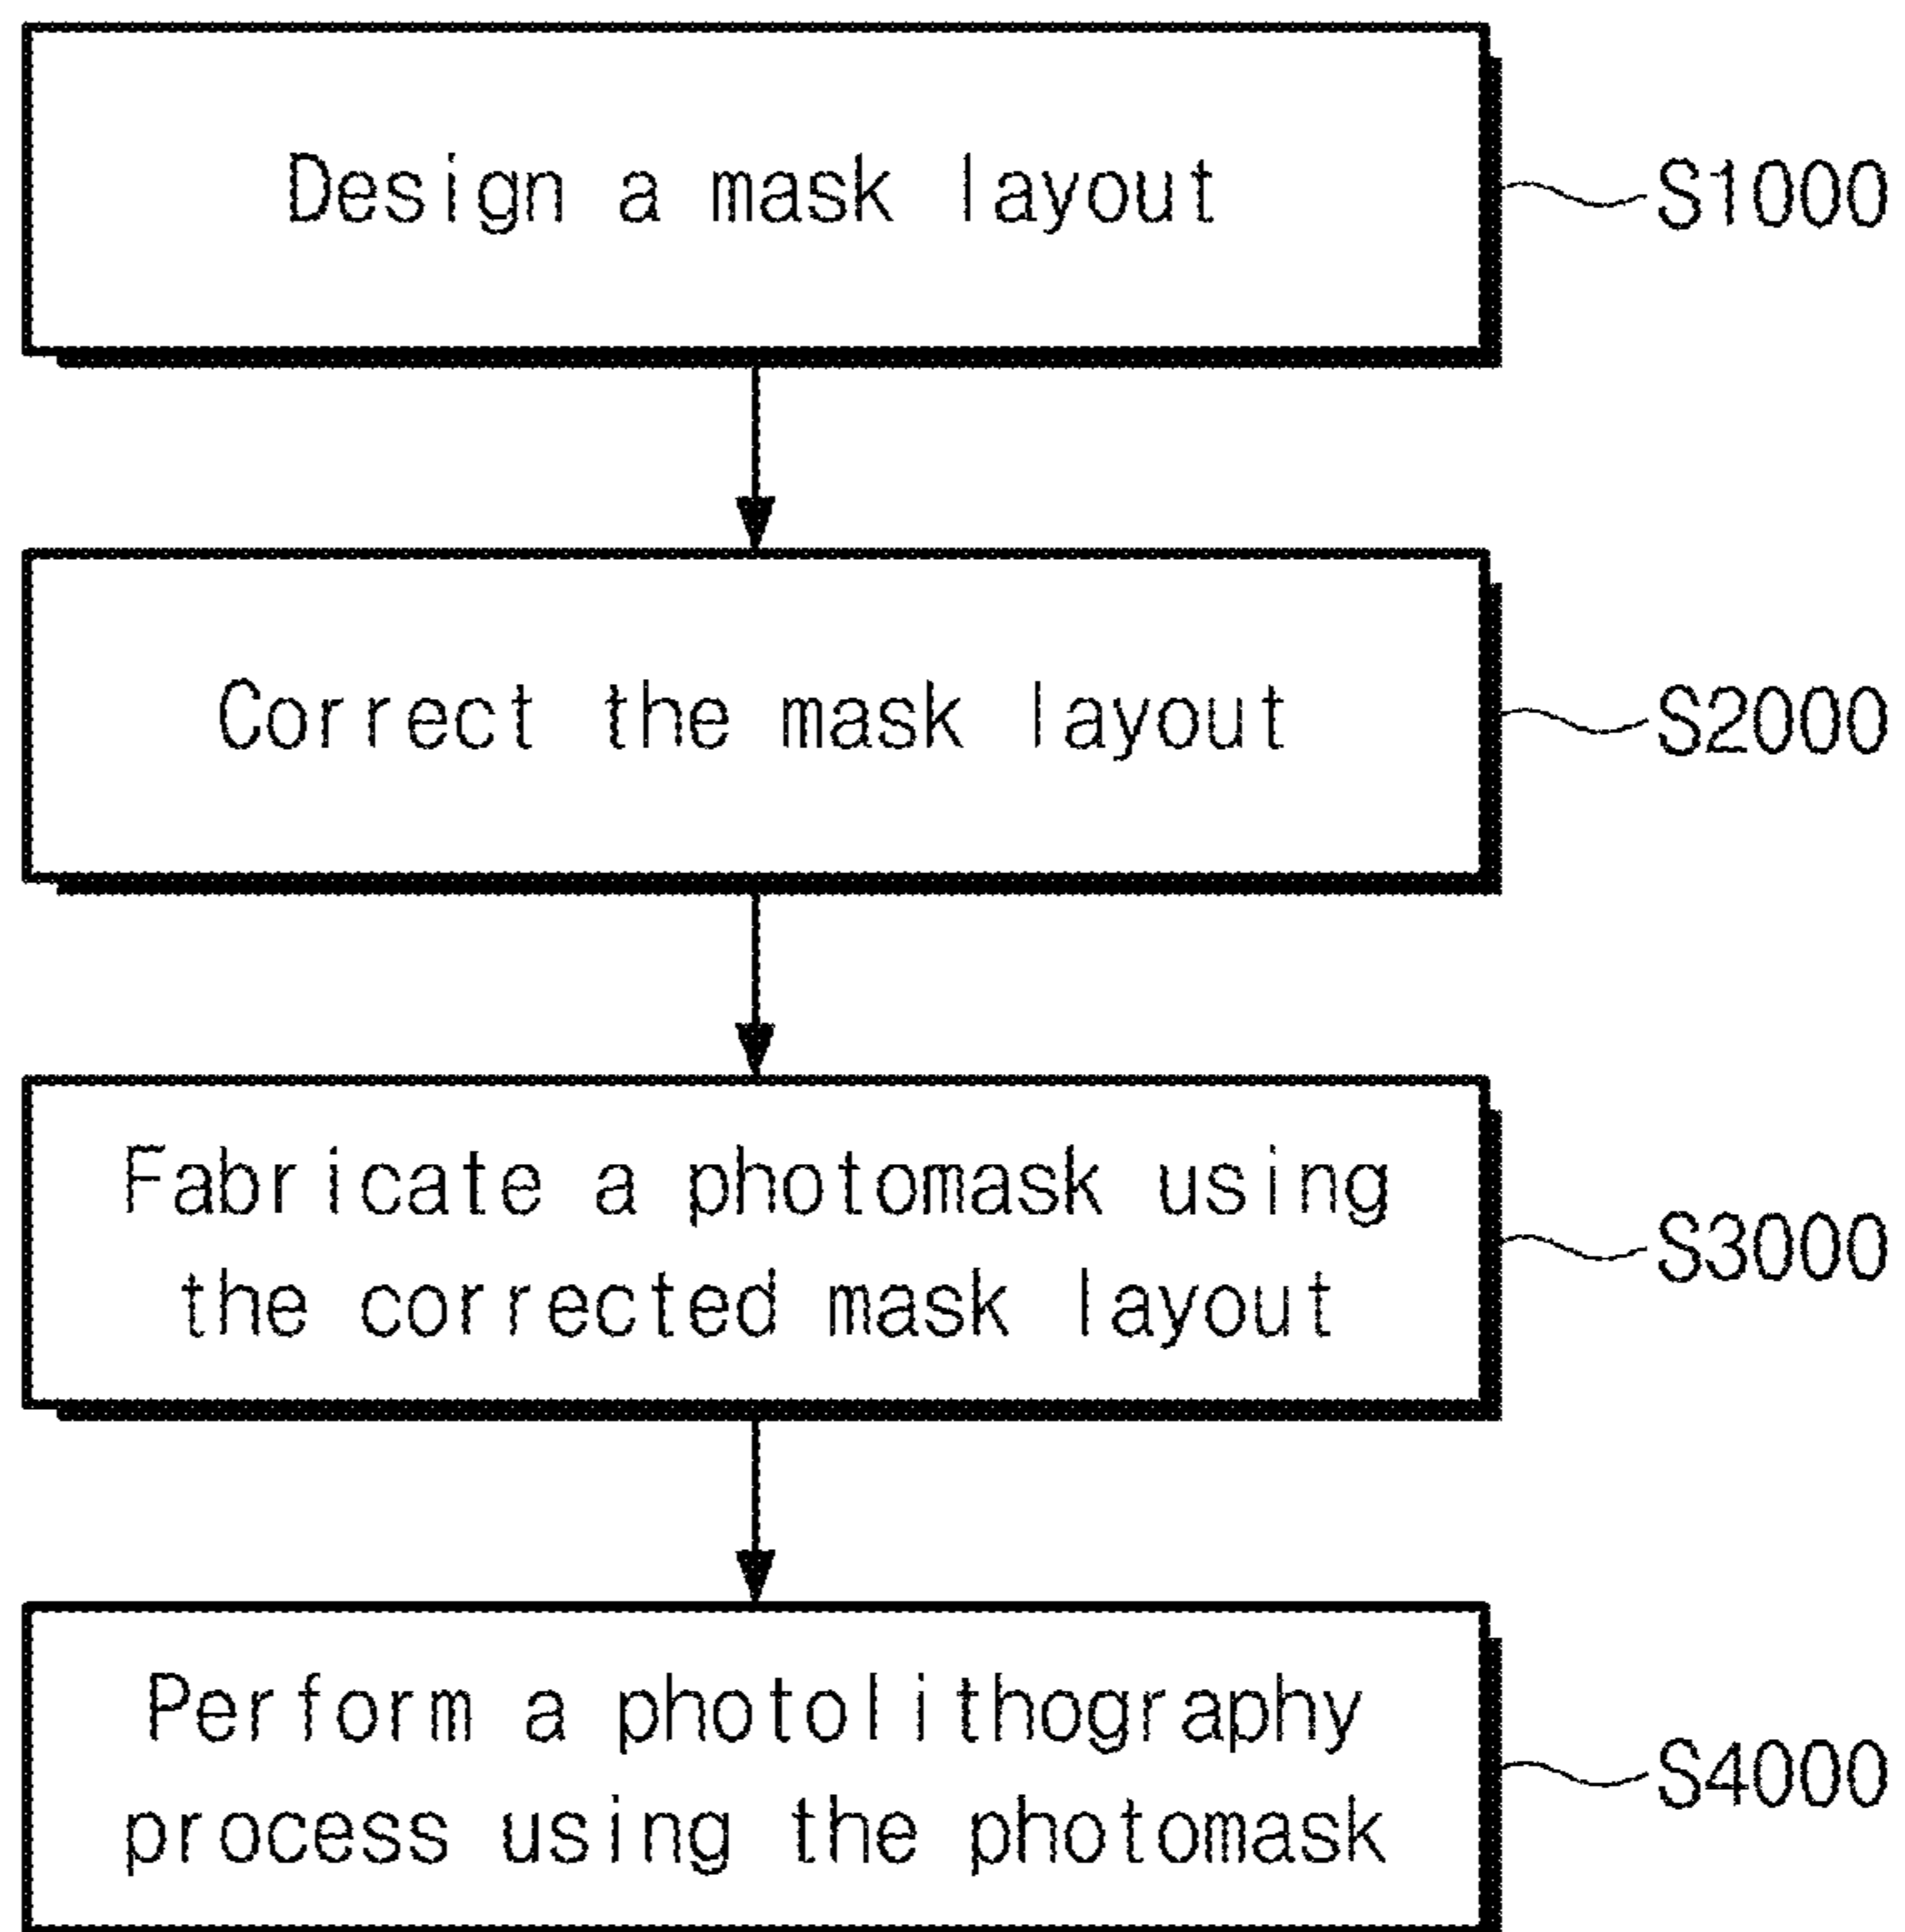 Design a mask layout
S1000
Correct the mask layout
S2000
Fabricate a photomask using
the corrected mask layout
S3000
Perform a photolithography
process using the photomask
S4000